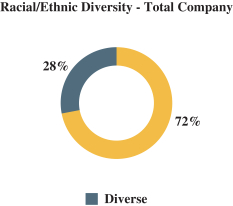 Racial/Ethnic Diversity - Total Company
28%
72%
Diverse